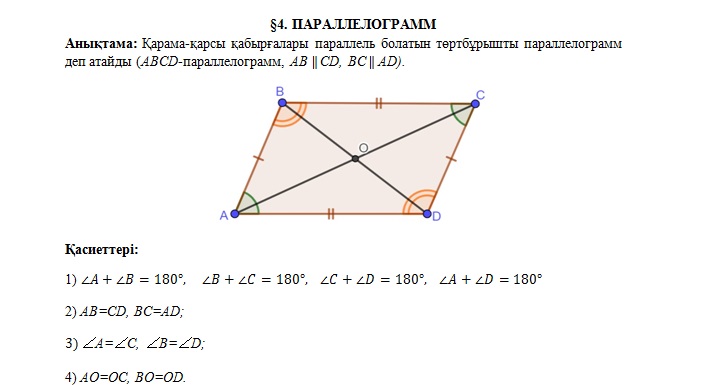 §4. ПАРАЛЛЕЛОГРАММ
Анықтама: Қарама-қарсы қабырғалары параллель болатын төртбұрышты параллелограмм
деп атайды (ABCD-параллелограмм, AB || CD, BC || AD).
B
C
O
A
D
Қасиеттері:
1) ∠A + ∠B = 180°, ∠B + ∠C = 180°, ∠C + ∠D = 180°, ∠A + ∠D = 180°
2) AB=CD, BC=AD;
3) ∠A=∠C, ∠B=∠D;
4) AO=OC, BO=OD.